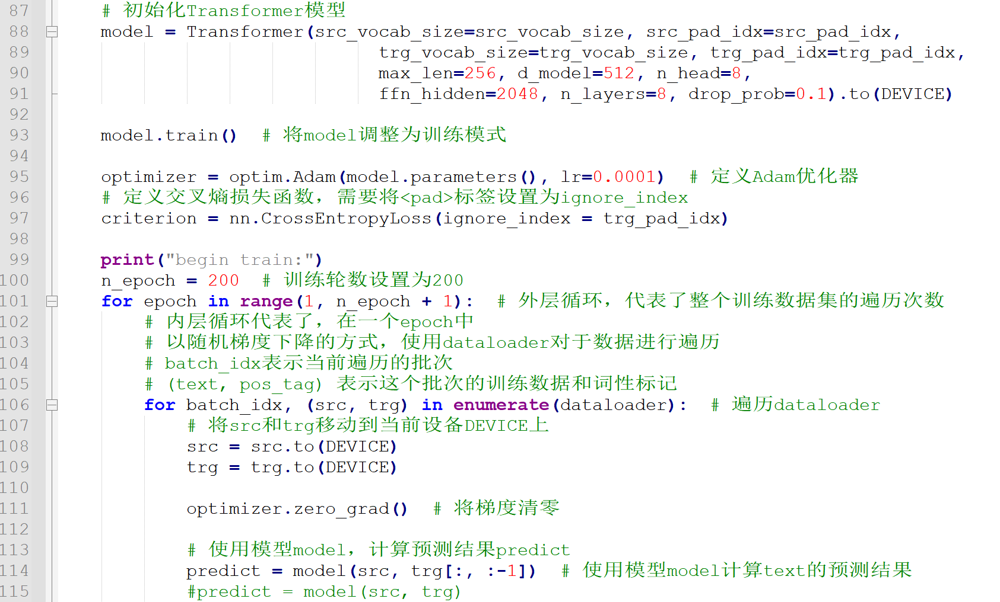 87 # 初始化Transformer模型
88 model = Transformer(src_vocab_size=src_vocab_size, src_pad_idx=src_pad_idx,
89 trg_vocab_size=trg_vocab_size, trg_pad_idx=trg_pad_idx,
90 max_len=256, d_model=512, n_head=8,
91 ffn_hidden=2048, n_layers=8, drop_prob=0.1).to(DEVICE)
92
93 model.train() # 将model调整为训练模式
94
95 optimizer = optim.Adam(model.parameters(), lr=0.0001) # 定义Adam优化器
96 # 定义交叉熵损失函数，需要将<pad>标签设置为ignore_index
97 criterion = nn.CrossEntropyLoss(ignore_index = trg_pad_idx)
98
99 print("begin train:")
100 n_epoch = 200 # 训练轮数设置为200
101 for epoch in range(1, n_epoch + 1): # 外层循环，代表了整个训练数据集的遍历次数
102 # 内层循环代表了，在一个epoch中
103 # 以随机梯度下降的方式，使用dataloader对于数据进行遍历
104 # batch_idx表示当前遍历的批次
105 # (text, pos_tag) 表示这个批次的训练数据和词性标记
106 for batch_idx, (src, trg) in enumerate(dataloader): # 遍历dataloader
107 # 将src和trg移动到当前设备DEVICE上
108 src = src.to(DEVICE)
109 trg = trg.to(DEVICE)
110
111 optimizer.zero_grad() # 将梯度清零
112
113 # 使用模型model，计算预测结果predict
114 predict = model(src, trg[:, :-1]) # 使用模型model计算text的预测结果
115 #predict = model(src, trg)